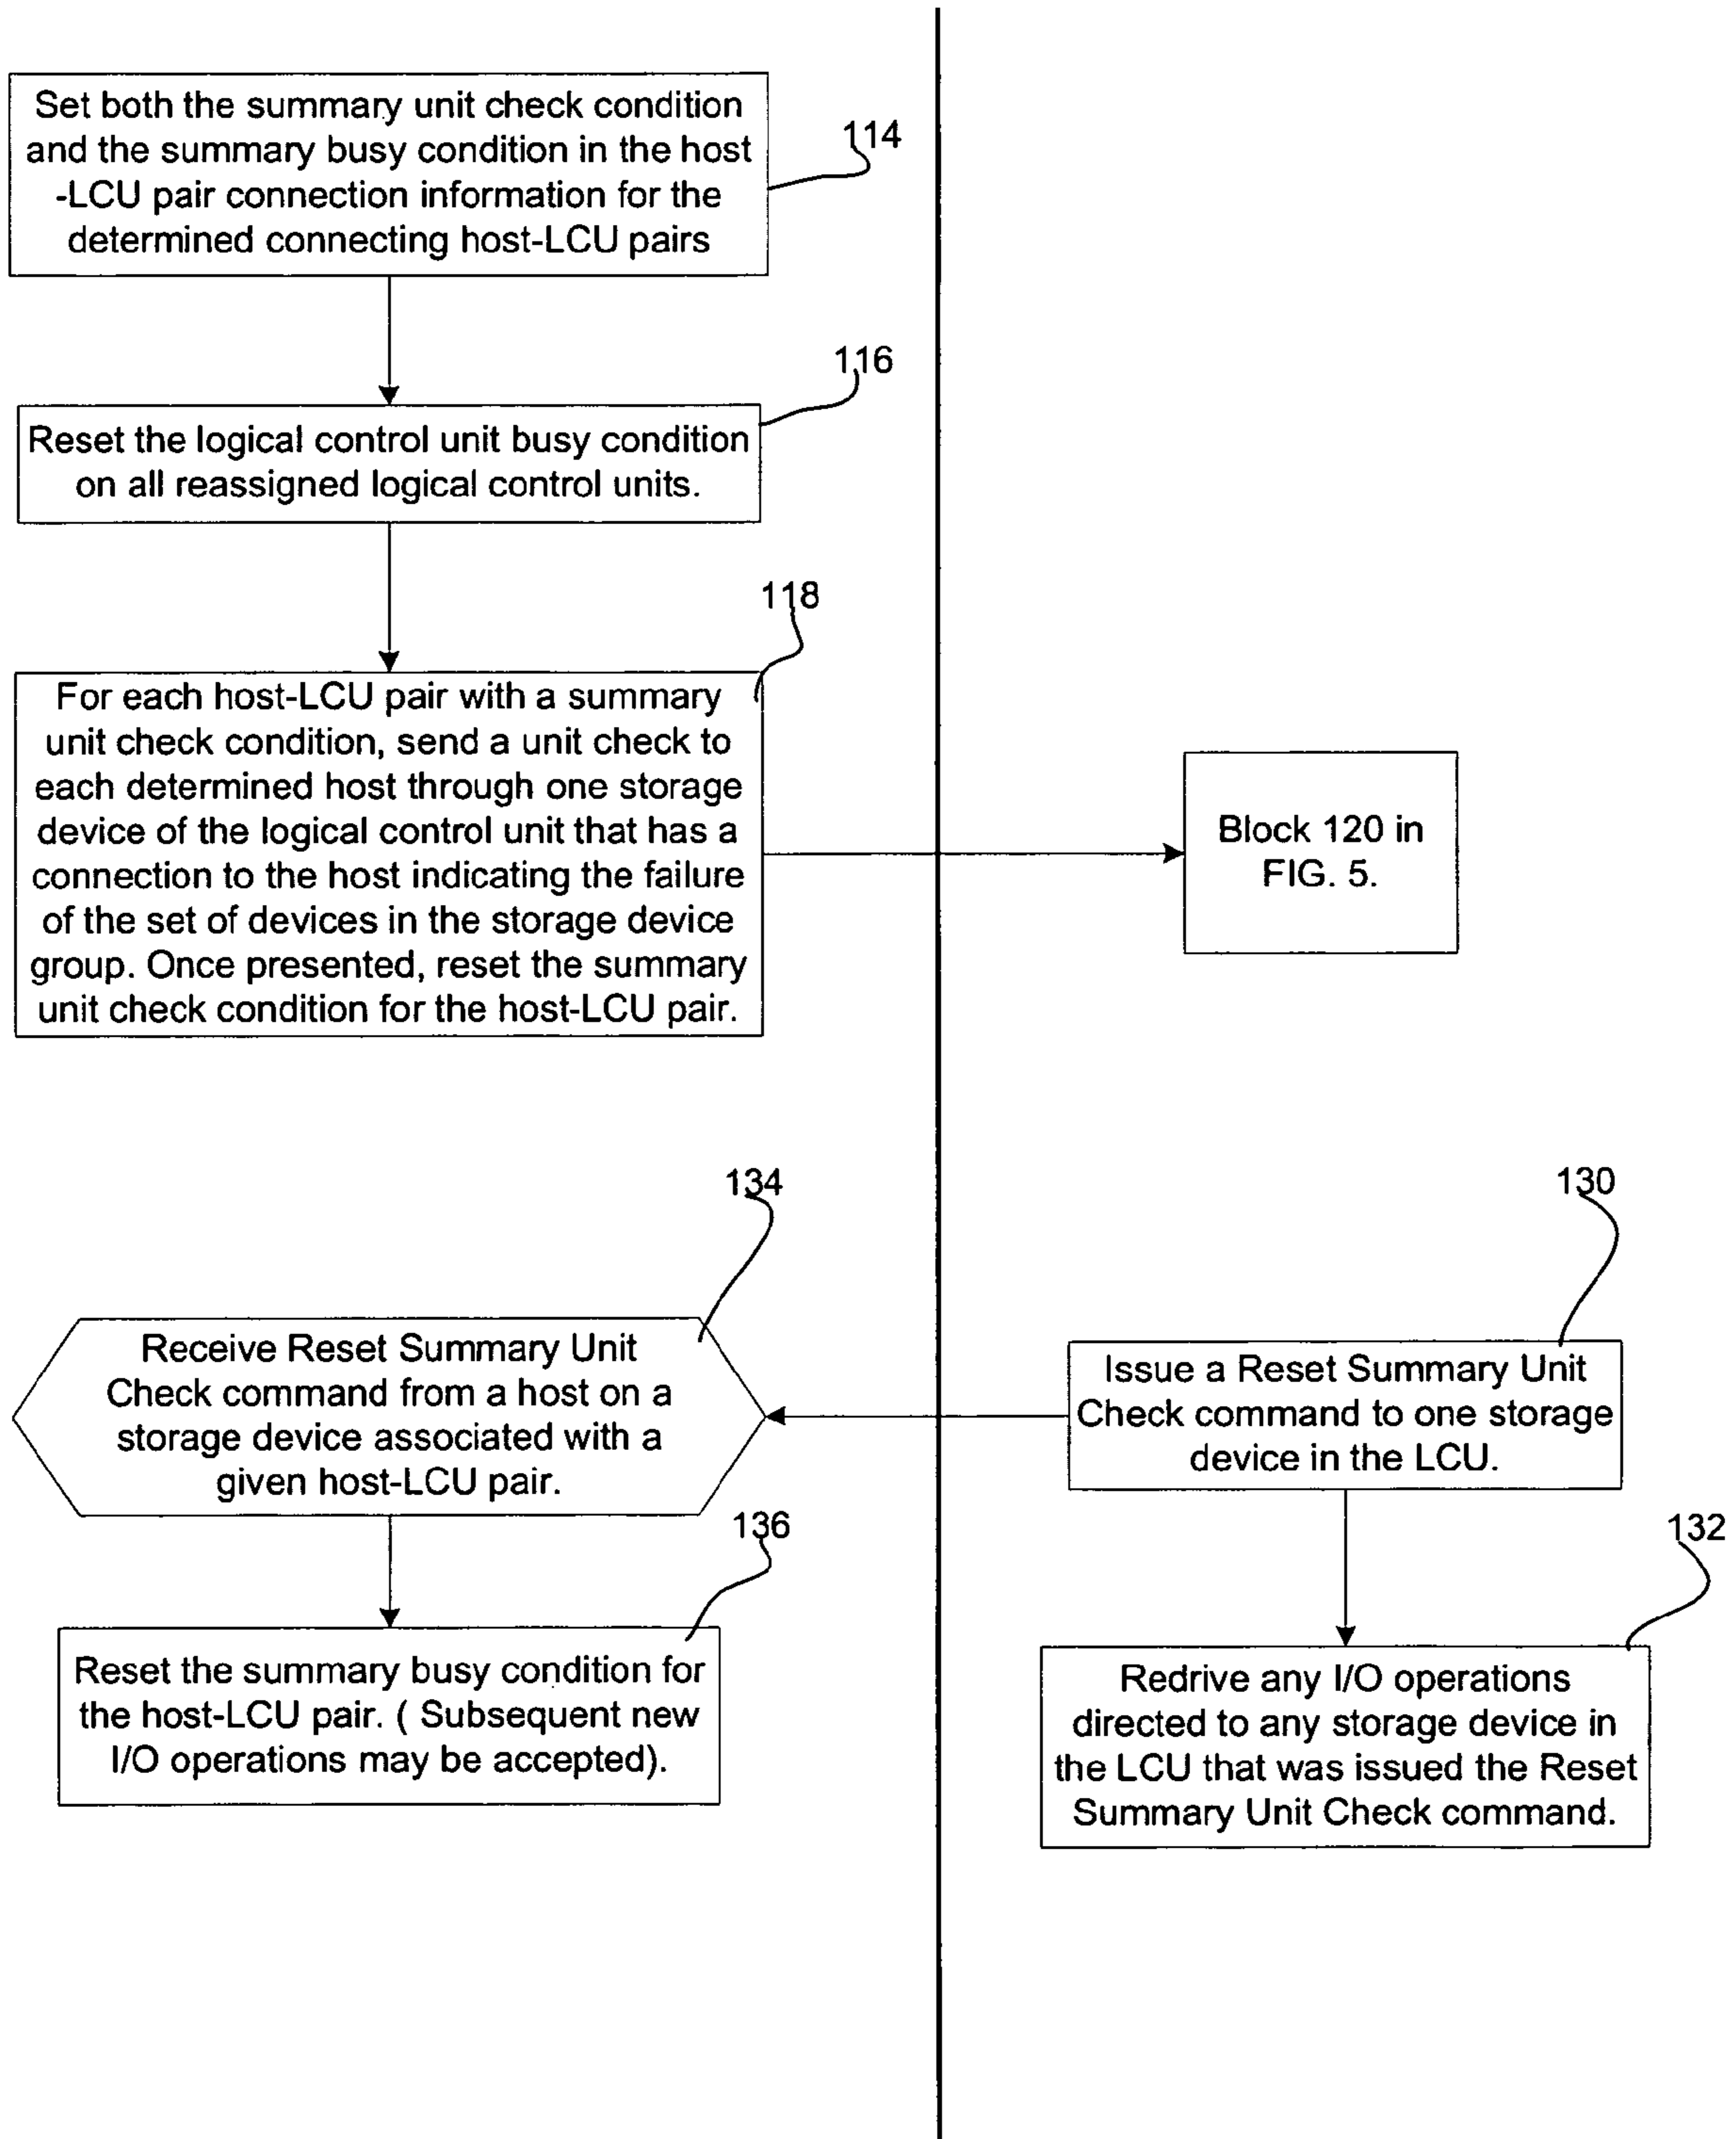 Set both the summary unit check condition
and the summary busy condition in the host
-LCU pair connection information for the
determined connecting host-LCU pairs
114
116
Reset the logical control unit busy condition
on all reassigned logical control units.
118
For each host-LCU pair with a summary
unit check condition, send a unit check to
each determined host through one storage
device of the logical control unit that has a
connection to the host indicating the failure
of the set of devices in the storage device
group. Once presented, reset the summary
unit check condition for the host-LCU pair.
Block 120 in
FIG. 5.
134
Receive Reset Summary Unit
Check command from a host on a
storage device associated with a
given host-LCU pair.
130
Issue a Reset Summary Unit
Check command to one storage
device in the LCU.
136
Reset the summary busy condition for
the host-LCU pair. ( Subsequent new
I/O operations may be accepted).
132
Redrive any I/O operations
directed to any storage device in
the LCU that was issued the Reset
Summary Unit Check command.